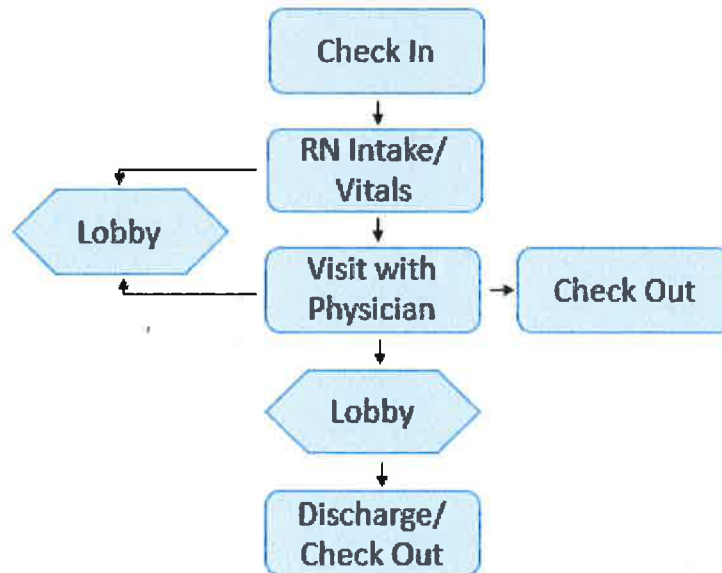 Check In
RN Intake/
Vitals
Lobby
Visit with
Physician
Check Out
Lobby
Discharge/
Check Out